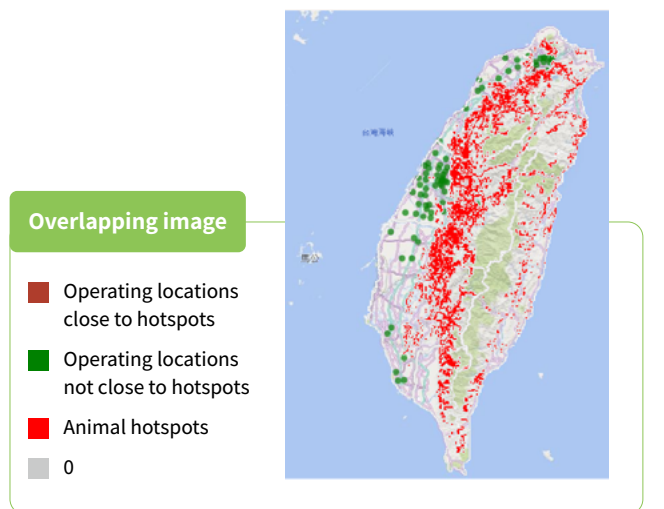 Overlapping image
Operating locations
close to hotspots
Operating locations
not close to hotspots
Animal hotspots
0